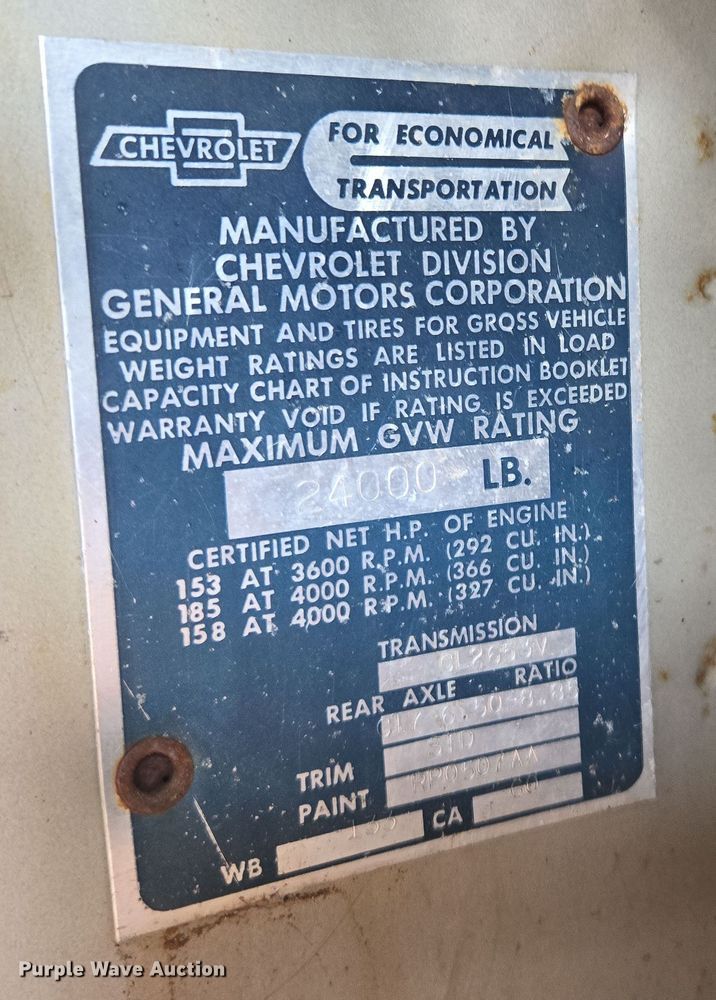 CHEVROLET
FOR ECONOMICAL
TRANSPORTATION
MANUFACTURED BY
CHEVROLET DIVISION
GENERAL MOTORS CORPORATION
EQUIPMENT AND TIRES FOR GROSS VEHICLE
WEIGHT RATINGS ARE LISTED IN LOAD
CAPACITY CHART OF INSTRUCTION BOOKLET
WARRANTY VOID IF RATING IS EXCEEDED
MAXIMUM GVW RATING
24000 LB.
CERTIFIED NET H.P. OF ENGINE
153 AT 3600 R.P.M. (292 CU. IN.)
185 AT 4000 R.P.M. (366 CU. IN.)
158 AT 4000 R.P.M. (327 CU. IN.)
TRANSMISSION
CL2653V
REAR AXLE RATIO
TRIM STD
PAINT
WB 133 CA 60
Purple Wave Auction